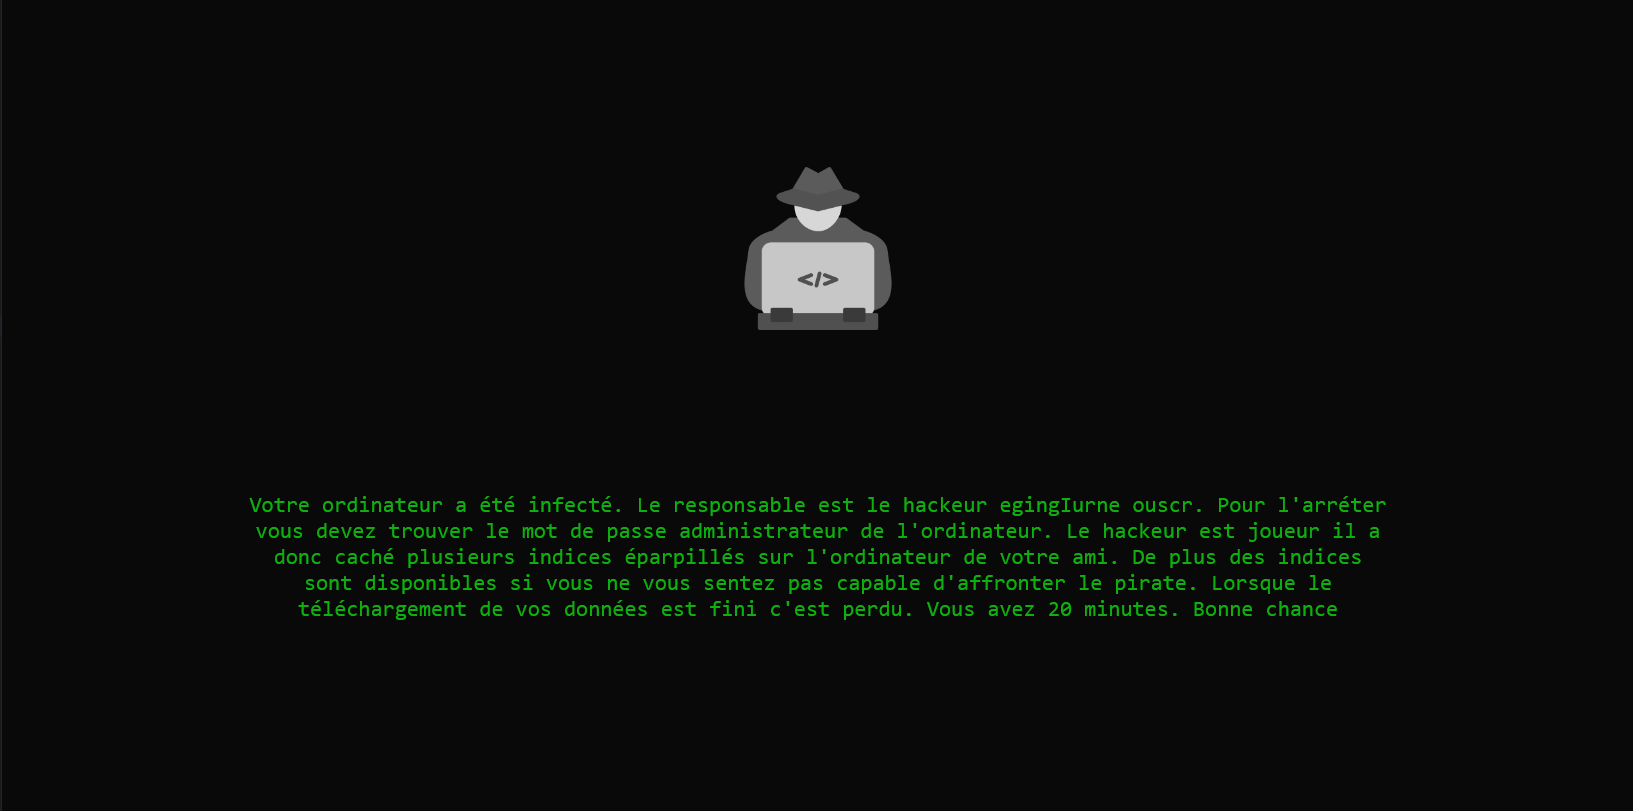 </>
Votre ordinateur a été infecté. Le responsable est le hackeur egingIurne ouscr. Pour l'arréter
vous devez trouver le mot de passe administrateur de l'ordinateur. Le hackeur est joueur il a
donc caché plusieurs indices éparpillés sur l'ordinateur de votre ami. De plus des indices
sont disponibles si vous ne vous sentez pas capable d'affronter le pirate. Lorsque le
téléchargement de vos données est fini c'est perdu. Vous avez 20 minutes. Bonne chance